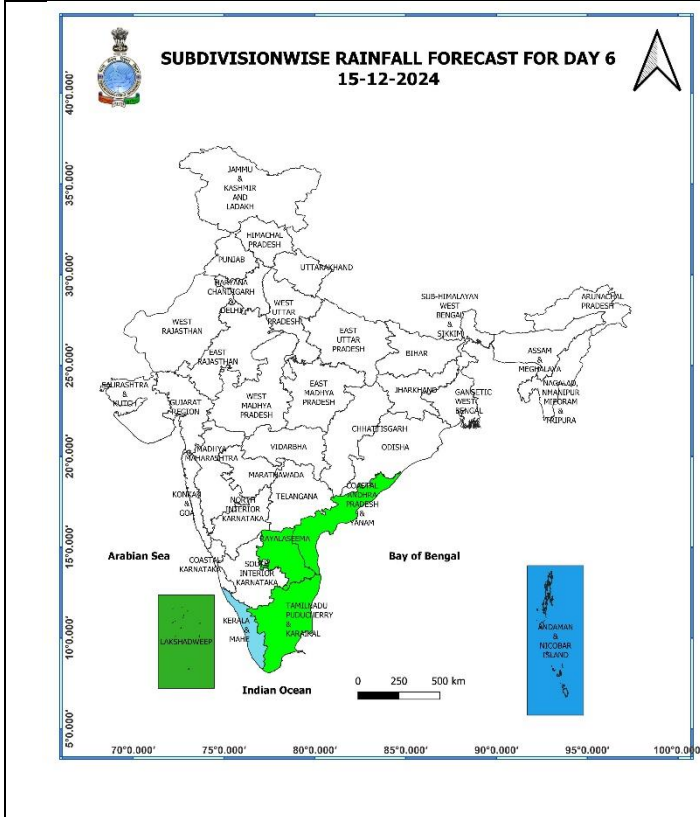 SUBDIVISIONWISE RAINFALL FORECAST FOR DAY 6
15-12-2024
40°0.000'
35°0.000'
30°0.000'
25°0.000'
20°0.000'
15°0.000'
10°0.000'
5°0.000'
JAMMU
&
KASHMIR
AND
LADAKH
HIMACHAL
PRADESH
PUNJAB
UTTARAKHAND
HARYANA
CHANDIGARH
&
DELHI
WEST
UTTAR
PRADESH
SUB-HIMALAYAN
WEST
BENGAL
&
SIKKIM
ARUNACHAL
PRADESH
WEST
RAJASTHAN
EAST
RAJASTHAN
EAST
UTTAR
PRADESH
BIHAR
ASSAM
&
MEGHALAYA
NAGALAD,
MNANIPUR
MIZORAM
&
TRIPURA
SAURASHTRA
&
KUTCH
GUJARAT
REGION
WEST
MADHYA
PRADESH
EAST
MADHYA
PRADESH
JHARKHAND
GANGETIC
WEST
BENGAL
CHHATTISGARH
ODISHA
MADHYA
MAHARASHTRA
VIDARBHA
MARATHAWADA
TELANGANA
COASTAL
ANDHRA
PRADESH
&
YANAM
KONKAN
&
GOA
NORTH
INTERIOR
KARNATAKA
RAYALASEEMA
Arabian Sea
Bay of Bengal
COASTAL
KARNATAKA
SOUTH
INTERIOR
KARNATAKA
LAKSHADWEEP
KERALA
&
MAHE
TAMILNADU
PUDUCHERRY
&
KARAIKAL
ANDAMAN
&
NICOBAR
ISLAND
Indian Ocean
0 250 500 km
70°0.000' 75°0.000' 80°0.000' 85°0.000' 90°0.000' 95°0.000' 100°0.000'